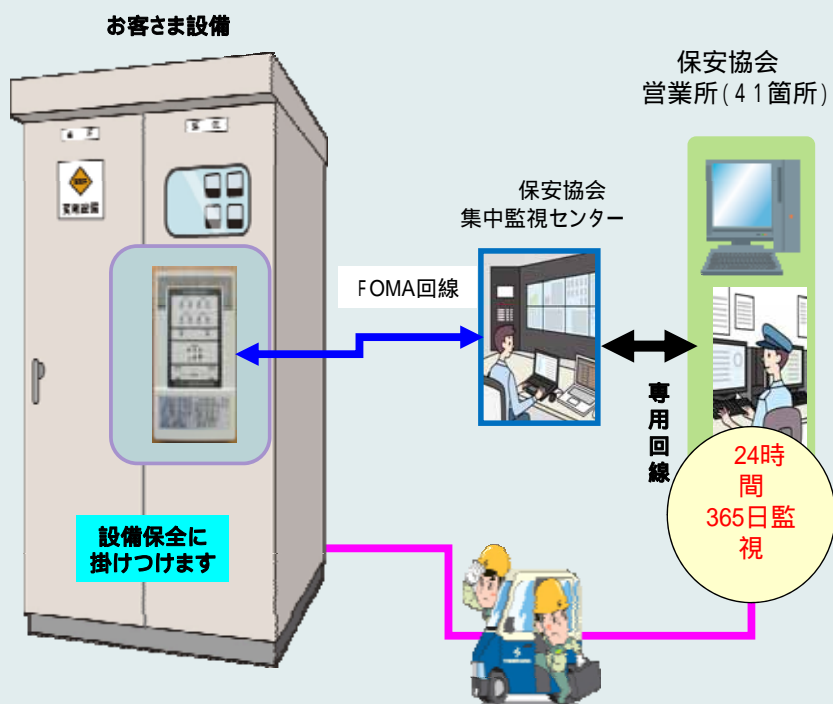 お客さま設備
保安協会
営業所(41箇所)
保安協会
集中監視センター
FOMA回線
専用回線
24時
間
365日監
視
設備保全に
掛けつけます